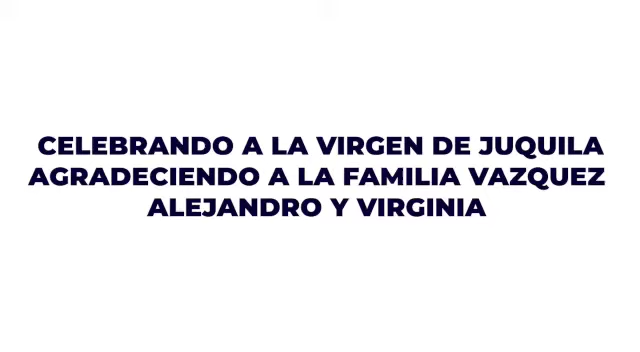 CELEBRANDO A LA VIRGEN DE JUQUILA
AGRADECIENDO A LA FAMILIA VAZQUEZ
ALEJANDRO Y VIRGINIA